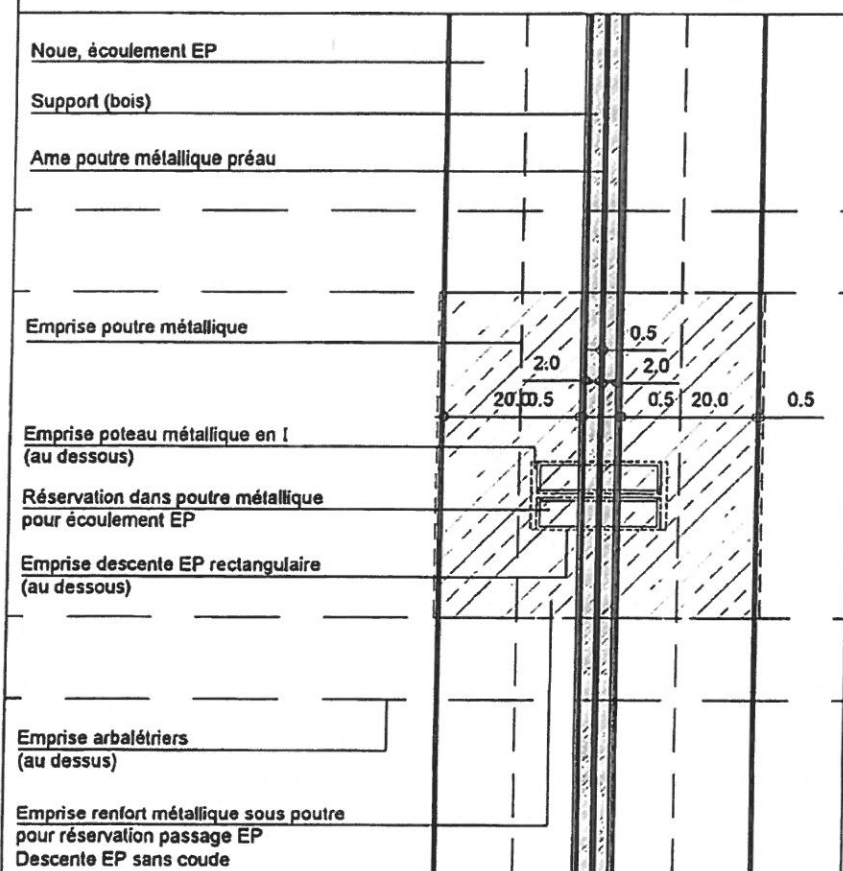 Noue, écoulement EP
Support (bois)
Ame poutre métallique préau
Emprise poutre métallique
0.5
2.0
2.0
20.0
0.5
0.5
20.0
0.5
Emprise poteau métallique en I
(au dessous)
Réservation dans poutre métallique
pour écoulement EP
Emprise descente EP rectangulaire
(au dessous)
Emprise arbalétriers
(au dessus)
Emprise renfort métallique sous poutre
pour réservation passage EP
Descente EP sans coude